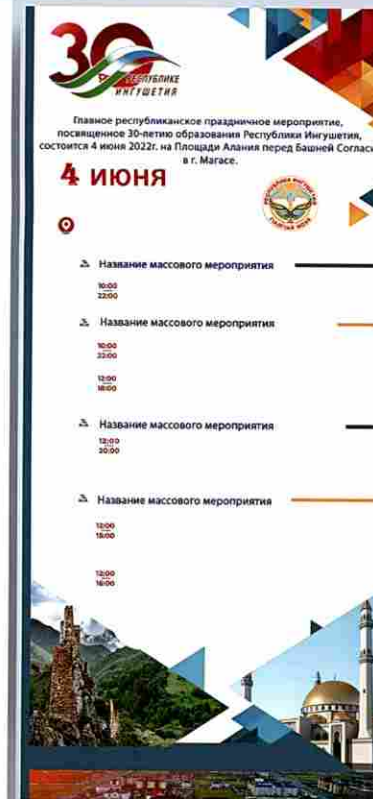 30
РЕСПУБЛИКЕ
ИНГУШЕТИЯ
Главное республиканское праздничное мероприятие,
посвященное 30-летию образования Республики Ингушетия,
состоится 4 июня 2022г. на Площади Алания перед Башней Соглас
в г. Магасе.
4 ИЮНЯ
РЕСПУБЛИКА ИНГУШЕТИЯ
Название массового мероприятия
10:00
22:00
Название массового мероприятия
10:00
22:00
12:00
18:00
Название массового мероприятия
12:00
20:00
Название массового мероприятия
12:00
15:00
12:00
16:00